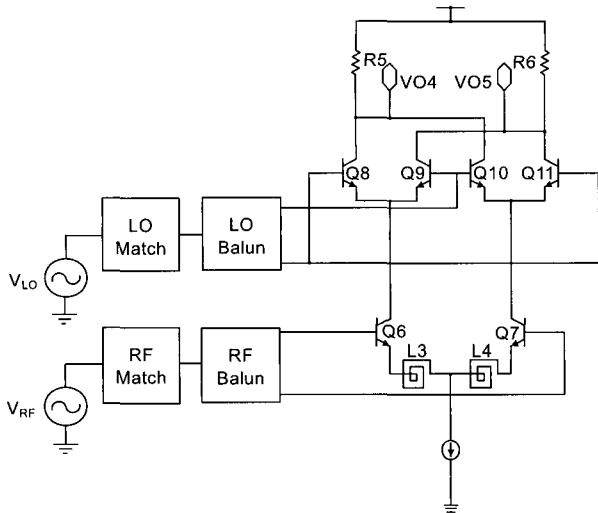 R5
VO4
VO5
R6
Q8
Q9
Q10
Q11
LO
Match
LO
Balun
VLO
Q6
Q7
L3
L4
RF
Match
RF
Balun
VRF